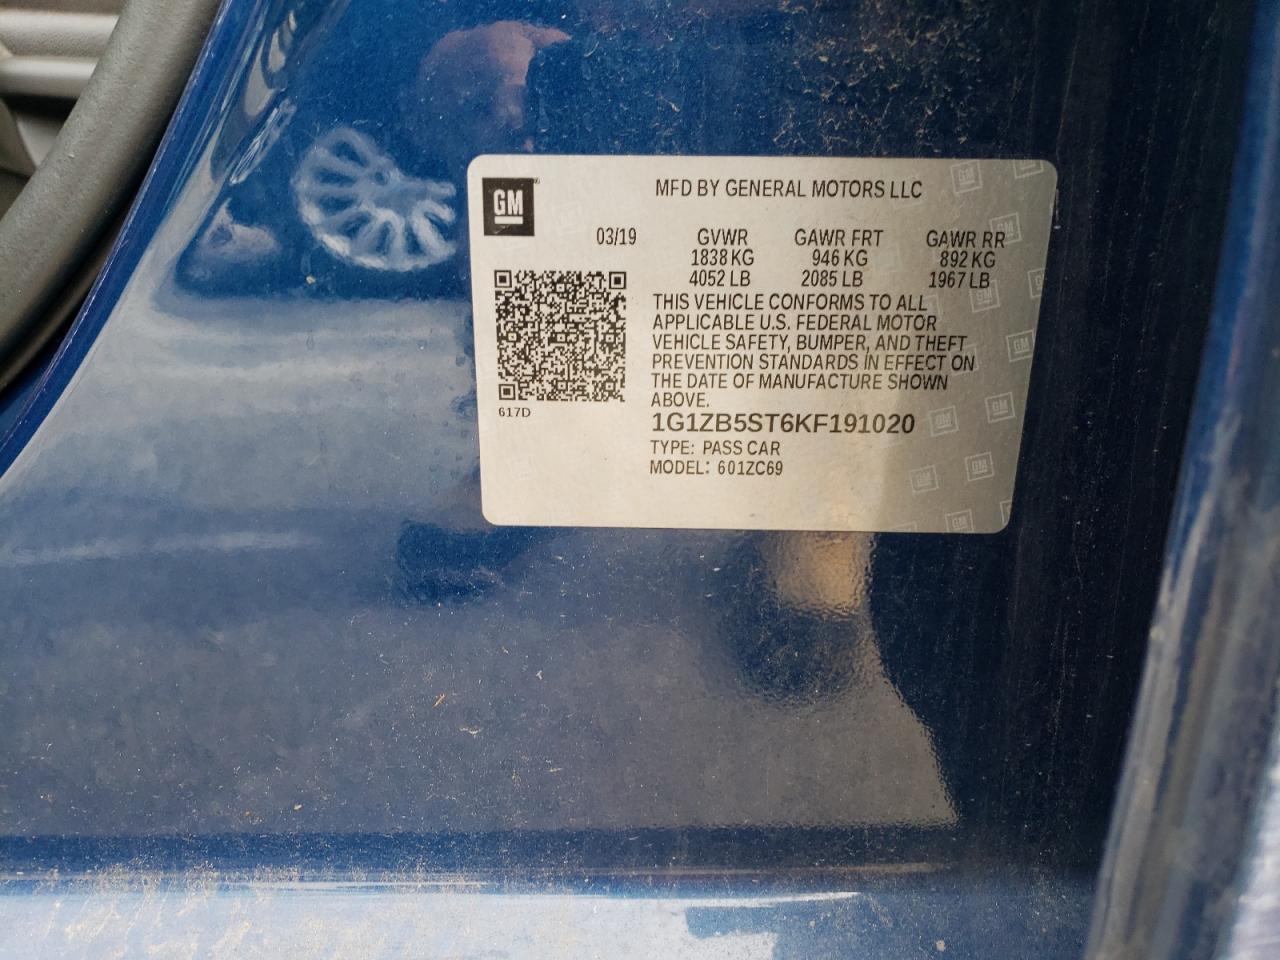 GM
MFD BY GENERAL MOTORS LLC
03/19 GVWR GAWR FRT GAWR RR
1838 KG 946 KG 892 KG
4052 LB 2085 LB 1967 LB
THIS VEHICLE CONFORMS TO ALL
APPLICABLE U.S. FEDERAL MOTOR
VEHICLE SAFETY, BUMPER, AND THEFT
PREVENTION STANDARDS IN EFFECT ON
THE DATE OF MANUFACTURE SHOWN
ABOVE.
617D
1G1ZB5ST6KF191020
TYPE: PASS CAR
MODEL: 601ZC69